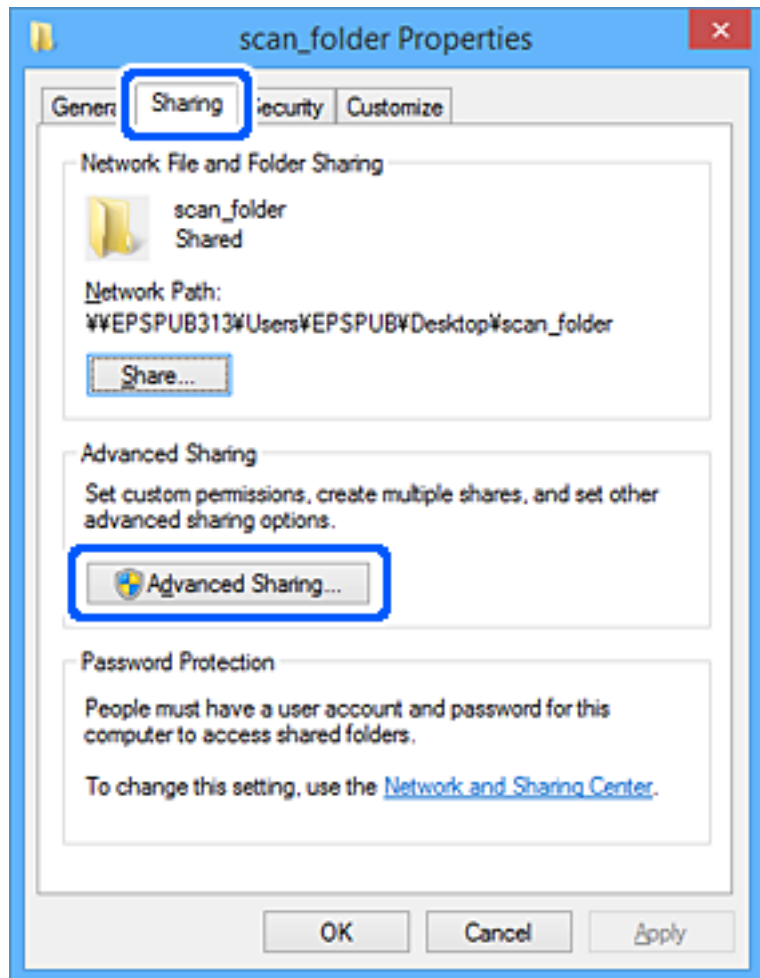 scan_folder Properties
General Sharing Security Customize
Network File and Folder Sharing
scan_folder
Shared
Network Path:
¥¥EPSPUB313¥Users¥EPSPUB¥Desktop¥scan_folder
Share...
Advanced Sharing
Set custom permissions, create multiple shares, and set other
advanced sharing options.
Advanced Sharing...
Password Protection
People must have a user account and password for this
computer to access shared folders.
To change this setting, use the Network and Sharing Center.
OK Cancel Apply